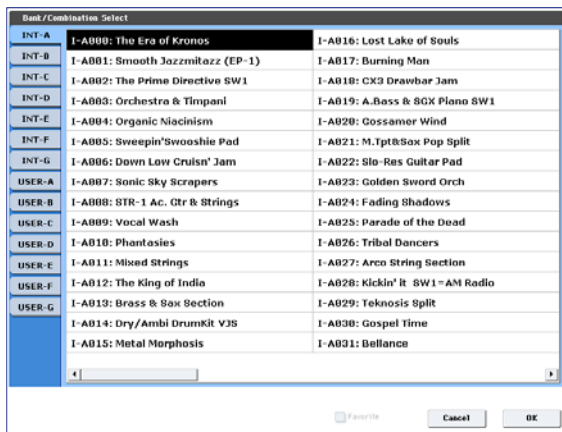 Bank/Combination Select
INT-A
INT-B
INT-C
INT-D
INT-E
INT-F
INT-G
USER-A
USER-B
USER-C
USER-D
USER-E
USER-F
USER-G
I-A000: The Era of Kronos
I-A001: Smooth Jazzmitazz (EP-1)
I-A002: The Prime Directive SW1
I-A003: Orchestra & Timpani
I-A004: Organic Niacinism
I-A005: Sweepin'Swooshie Pad
I-A006: Down Low Cruisn' Jam
I-A007: Sonic Sky Scrapers
I-A008: STR-1 Ac. Gtr & Strings
I-A009: Vocal Wash
I-A010: Phantasies
I-A011: Mixed Strings
I-A012: The King of India
I-A013: Brass & Sax Section
I-A014: Dry/Ambi DrumKit VJS
I-A015: Metal Morphosis
I-A016: Lost Lake of Souls
I-A017: Burning Man
I-A018: CX3 Drawbar Jam
I-A019: A.Bass & SGX Piano SW1
I-A020: Gossamer Wind
I-A021: M.Tpt&Sax Pop Split
I-A022: Slo-Res Guitar Pad
I-A023: Golden Sword Orch
I-A024: Fading Shadows
I-A025: Parade of the Dead
I-A026: Tribal Dancers
I-A027: Arco String Section
I-A028: Kickin' it SW1=AM Radio
I-A029: Teknosis Split
I-A030: Gospel Time
I-A031: Bellance
Favorite
Cancel
OK